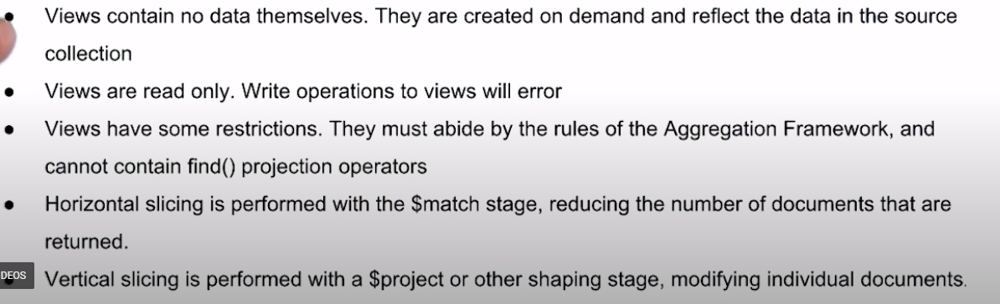 • Views contain no data themselves. They are created on demand and reflect the data in the source
collection
• Views are read only. Write operations to views will error
• Views have some restrictions. They must abide by the rules of the Aggregation Framework, and
cannot contain find() projection operators
• Horizontal slicing is performed with the $match stage, reducing the number of documents that are
returned.
DEOS Vertical slicing is performed with a $project or other shaping stage, modifying individual documents.